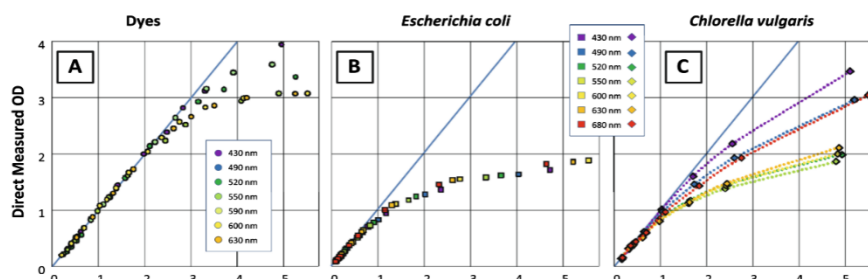 Dyes
Escherichia coli
Chlorella vulgaris
Direct Measured OD
4
3
2
1
0
A
430 nm
490 nm
520 nm
550 nm
590 nm
600 nm
630 nm
0 1 2 3 4 5
B
430 nm
490 nm
520 nm
550 nm
600 nm
630 nm
680 nm
0 1 2 3 4 5
C
0 1 2 3 4 5